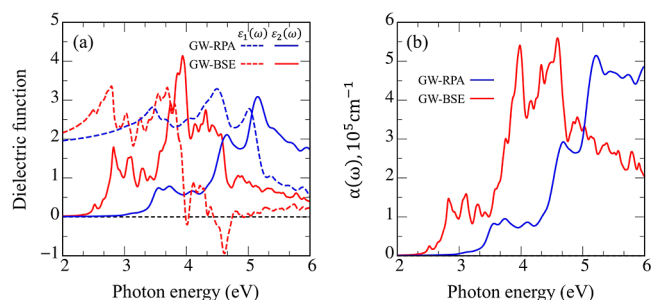 (a)
ε₁(ω) ε₂(ω)
GW-RPA
GW-BSE
Dielectric function
5
4
3
2
1
0
−1
2 3 4 5 6
Photon energy (eV)
(b)
GW-RPA
GW-BSE
α(ω), 10⁵ cm⁻¹
6
5
4
3
2
1
0
2 3 4 5 6
Photon energy (eV)